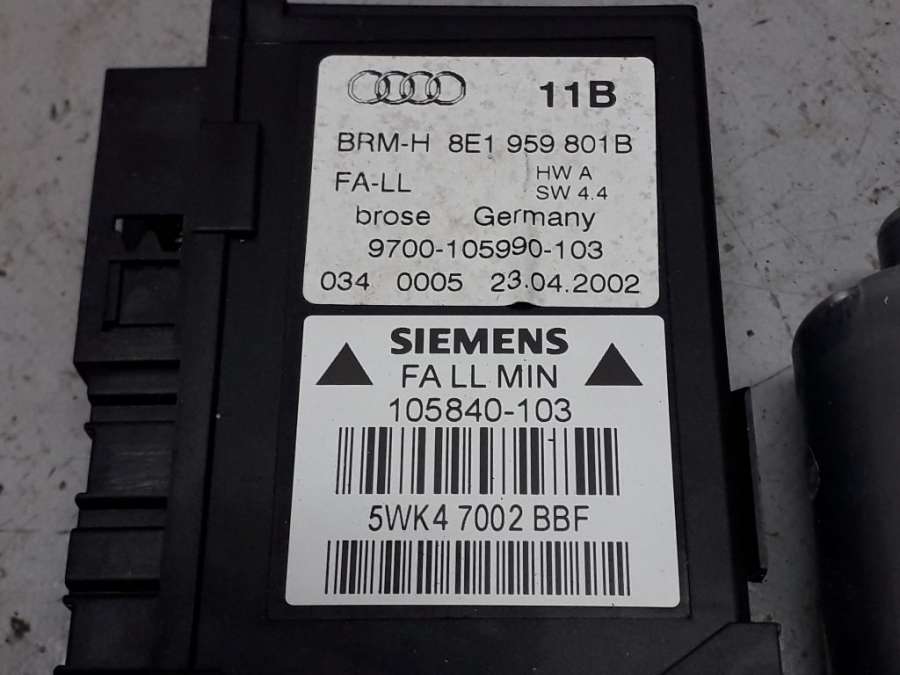 11B
BRM-H 8E1 959 801B
FA-LL HW A
SW 4.4
brose Germany
9700-105990-103
034 0005 23.04.2002
SIEMENS
FA LL MIN
105840-103
5WK4 7002 BBF